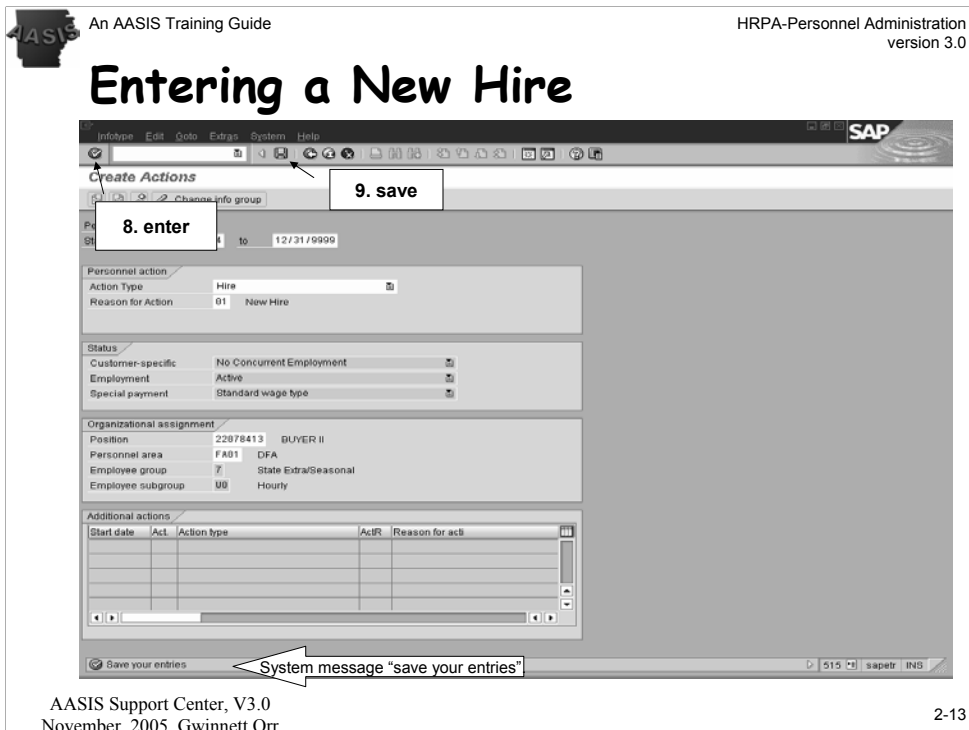 AASIS
An AASIS Training Guide
HRPA-Personnel Administration
version 3.0
Entering a New Hire
Infotype Edit Goto Extras System Help
SAP
Create Actions
9. save
Change info group
8. enter
Pe
St 4 to 12/31/9999
Personnel action
Action Type Hire
Reason for Action 01 New Hire
Status
Customer-specific No Concurrent Employment
Employment Active
Special payment Standard wage type
Organizational assignment
Position 22078413 BUYER II
Personnel area FA01 DFA
Employee group 7 State Extra/Seasonal
Employee subgroup U0 Hourly
Additional actions
Start date Act. Action type ActR Reason for acti
Save your entries
System message “save your entries”
515 sapetr INS
AASIS Support Center, V3.0
November, 2005, Gwinnett Orr
2-13